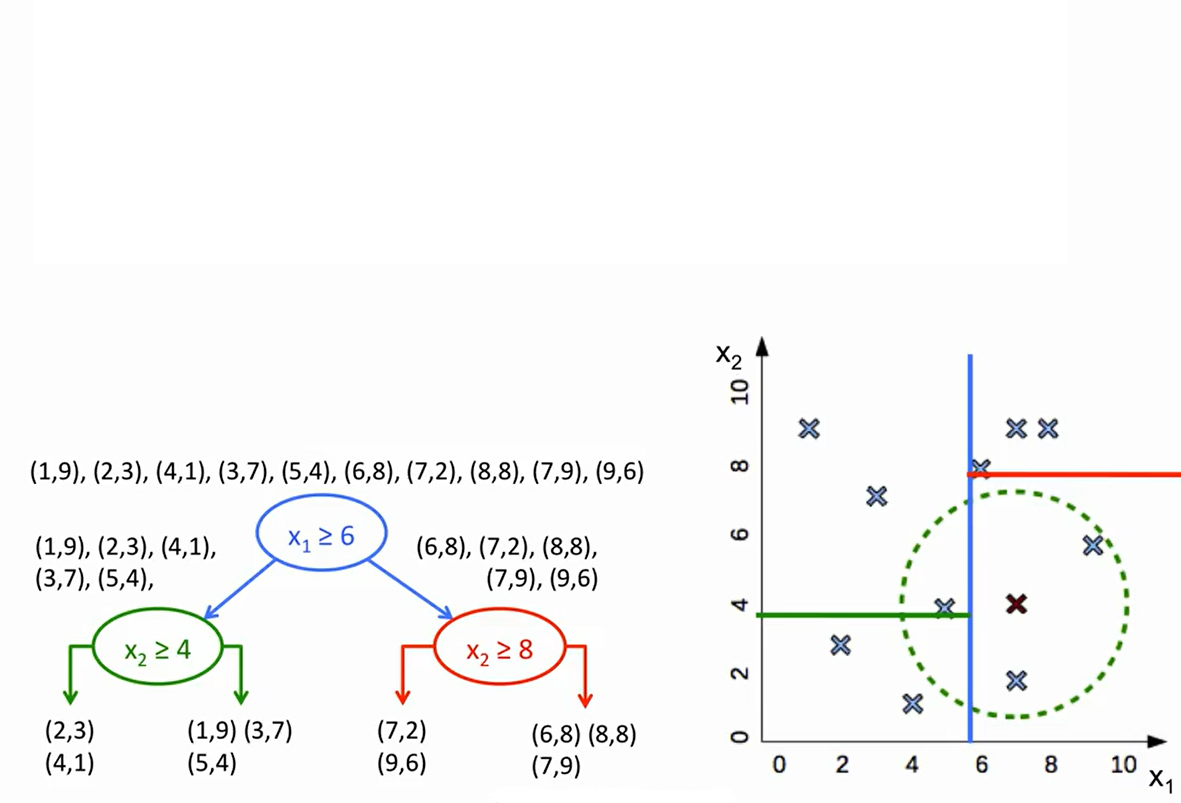 (1,9), (2,3), (4,1), (3,7), (5,4), (6,8), (7,2), (8,8), (7,9), (9,6)
x₁ ≥ 6
(1,9), (2,3), (4,1),
(3,7), (5,4),
(6,8), (7,2), (8,8),
(7,9), (9,6)
x₂ ≥ 4
x₂ ≥ 8
(2,3)
(4,1)
(1,9) (3,7)
(5,4)
(7,2)
(9,6)
(6,8) (8,8)
(7,9)
x₂
10
8
6
4
2
0
0 2 4 6 8 10
x₁